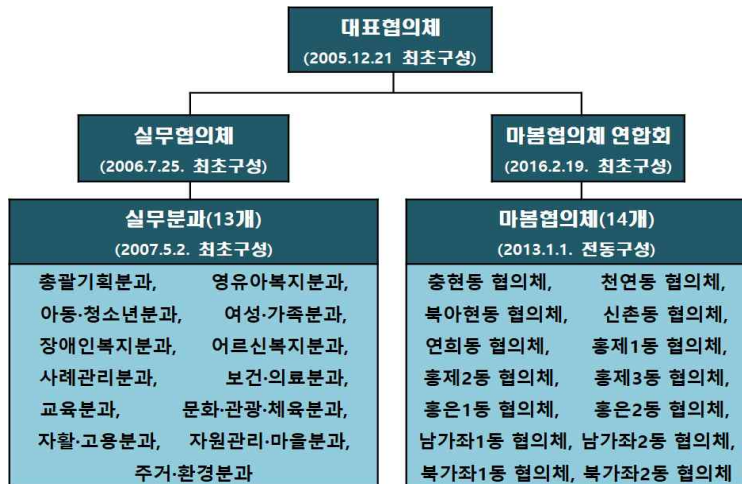 대표협의체
(2005.12.21 최초구성)
실무협의체
(2006.7.25. 최초구성)
마봄협의체 연합회
(2016.2.19. 최초구성)
실무분과(13개)
(2007.5.2. 최초구성)
총괄기획분과, 영유아복지분과,
아동·청소년분과, 여성·가족분과,
장애인복지분과, 어르신복지분과,
사례관리분과, 보건·의료분과,
교육분과, 문화·관광·체육분과,
자활·고용분과, 자원관리·마을분과,
주거·환경분과
마봄협의체(14개)
(2013.1.1. 전동구성)
충현동 협의체, 천연동 협의체,
북아현동 협의체, 신촌동 협의체,
연희동 협의체, 홍제1동 협의체,
홍제2동 협의체, 홍제3동 협의체,
홍은1동 협의체, 홍은2동 협의체,
남가좌1동 협의체, 남가좌2동 협의체,
북가좌1동 협의체, 북가좌2동 협의체